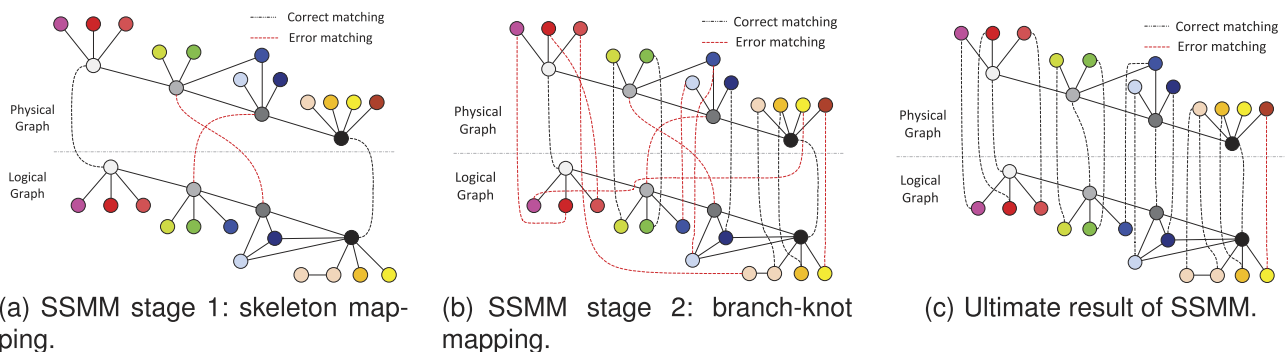 Correct matching
Error matching
Physical
Graph
Logical
Graph
(a) SSMM stage 1: skeleton map-
ping.
Correct matching
Error matching
Physical
Graph
Logical
Graph
(b) SSMM stage 2: branch-knot
mapping.
Correct matching
Error matching
Physical
Graph
Logical
Graph
(c) Ultimate result of SSMM.